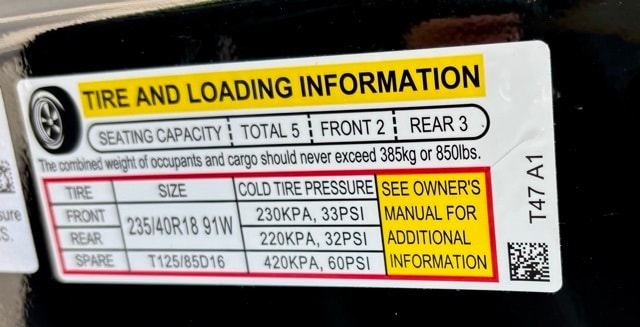 TIRE AND LOADING INFORMATION
SEATING CAPACITY TOTAL 5 FRONT 2 REAR 3
The combined weight of occupants and cargo should never exceed 385kg or 850lbs.
TIRE SIZE COLD TIRE PRESSURE SEE OWNER'S
FRONT 235/40R18 91W 230KPA, 33PSI MANUAL FOR
REAR 220KPA, 32PSI ADDITIONAL
SPARE T125/85D16 420KPA, 60PSI INFORMATION
T47 A1